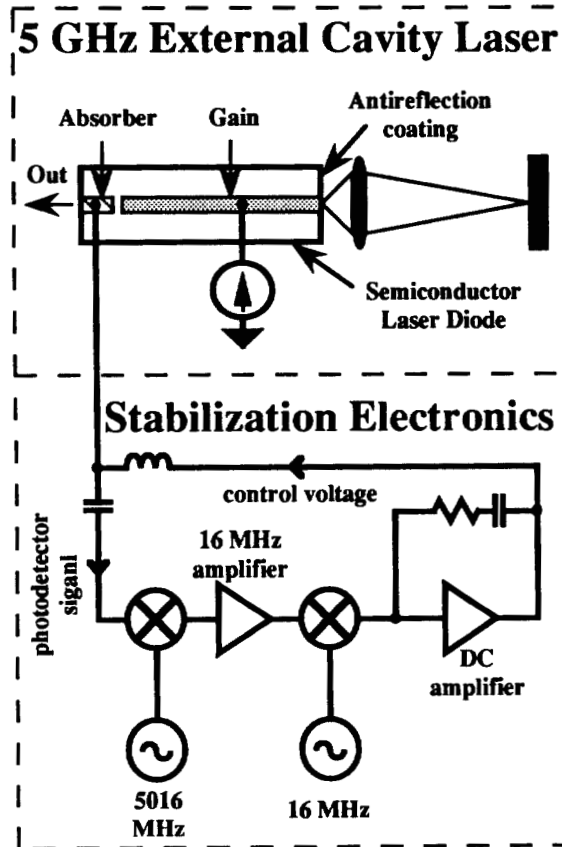 5 GHz External Cavity Laser
Antireflection
coating
Absorber
Gain
Out
Semiconductor
Laser Diode
Stabilization Electronics
control voltage
16 MHz
amplifier
photodetector
siganl
DC
amplifier
5016
MHz
16 MHz